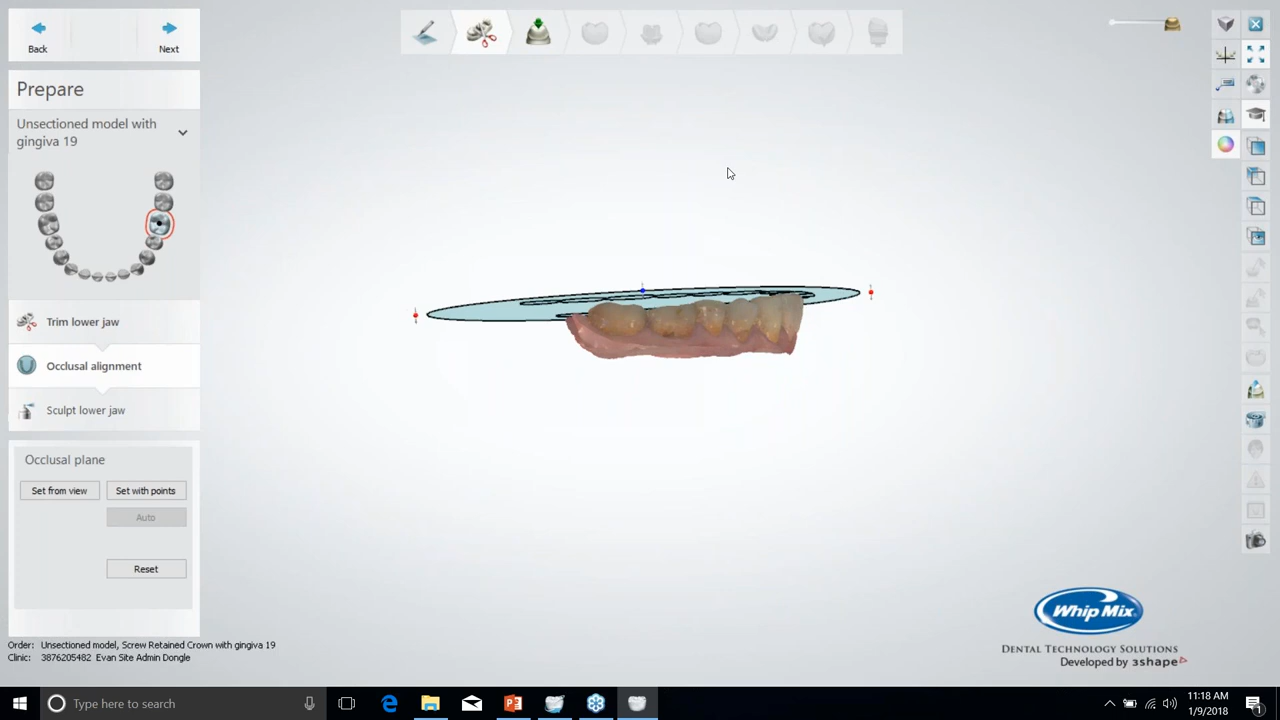 Back
Next
Prepare
Unsectioned model with
gingiva 19
Trim lower jaw
Occlusal alignment
Sculpt lower jaw
Occlusal plane
Set from view
Set with points
Auto
Reset
Order: Unsectioned model, Screw Retained Crown with gingiva 19
Clinic: 3876205482 Evan Site Admin Dongle
Whip Mix
DENTAL TECHNOLOGY SOLUTIONS
Developed by 3shape
Type here to search
11:18 AM
1/9/2018
1